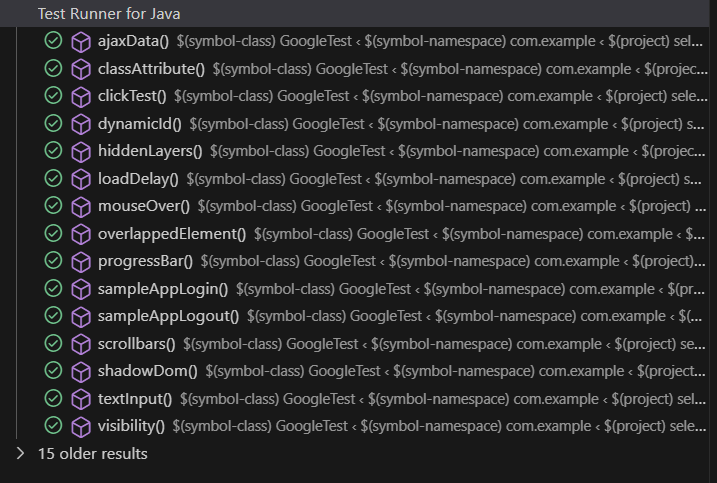 Test Runner for Java
ajaxData() $(symbol-class) GoogleTest ‹ $(symbol-namespace) com.example ‹ $(project) sel...
classAttribute() $(symbol-class) GoogleTest ‹ $(symbol-namespace) com.example ‹ $(projec...
clickTest() $(symbol-class) GoogleTest ‹ $(symbol-namespace) com.example ‹ $(project) sele...
dynamicId() $(symbol-class) GoogleTest ‹ $(symbol-namespace) com.example ‹ $(project) s...
hiddenLayers() $(symbol-class) GoogleTest ‹ $(symbol-namespace) com.example ‹ $(project...
loadDelay() $(symbol-class) GoogleTest ‹ $(symbol-namespace) com.example ‹ $(project) s...
mouseOver() $(symbol-class) GoogleTest ‹ $(symbol-namespace) com.example ‹ $(project) ...
overlappedElement() $(symbol-class) GoogleTest ‹ $(symbol-namespace) com.example ‹ $...
progressBar() $(symbol-class) GoogleTest ‹ $(symbol-namespace) com.example ‹ $(project)...
sampleAppLogin() $(symbol-class) GoogleTest ‹ $(symbol-namespace) com.example ‹ $(pr...
sampleAppLogout() $(symbol-class) GoogleTest ‹ $(symbol-namespace) com.example ‹ $(...
scrollbars() $(symbol-class) GoogleTest ‹ $(symbol-namespace) com.example ‹ $(project) se...
shadowDom() $(symbol-class) GoogleTest ‹ $(symbol-namespace) com.example ‹ $(project...
textInput() $(symbol-class) GoogleTest ‹ $(symbol-namespace) com.example ‹ $(project) sel...
visibility() $(symbol-class) GoogleTest ‹ $(symbol-namespace) com.example ‹ $(project) sele...
15 older results